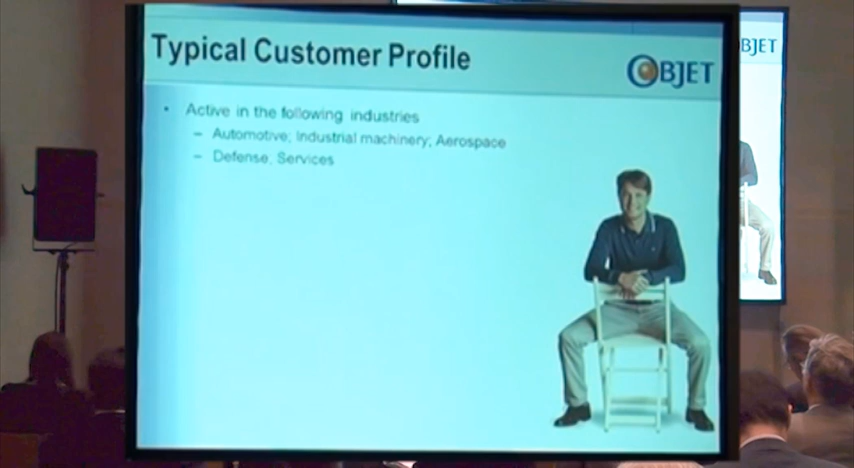 Typical Customer Profile
OBJET
BJET
• Active in the following industries
– Automotive; Industrial machinery; Aerospace
– Defense; Services